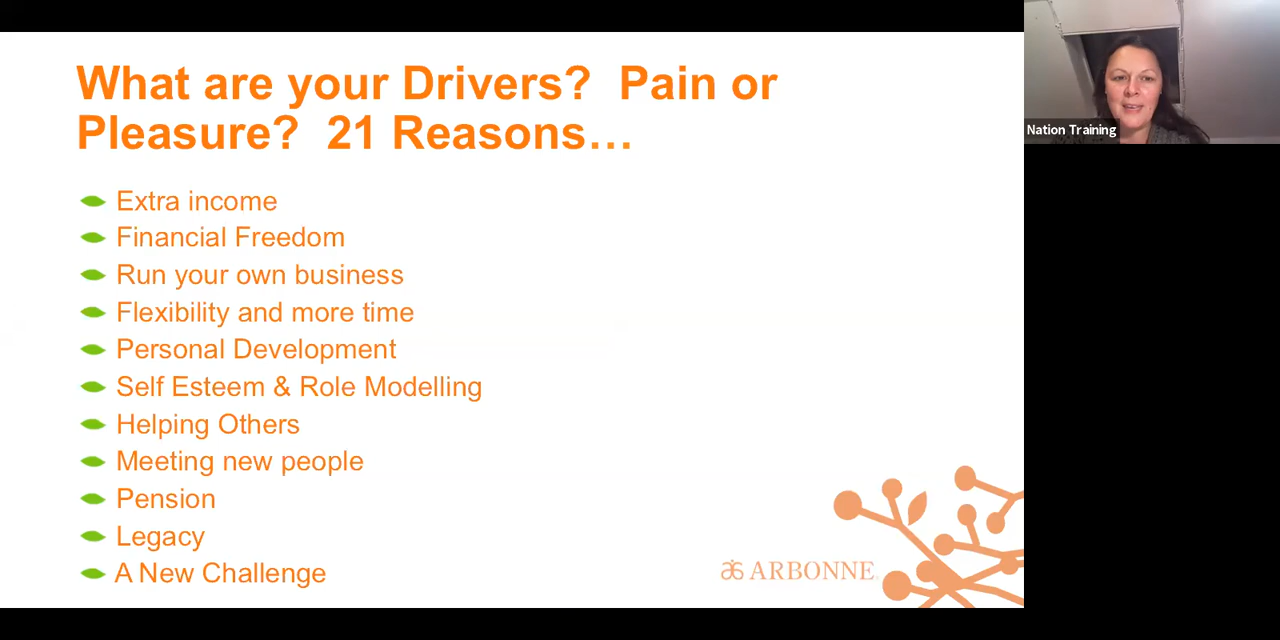 What are your Drivers? Pain or
Pleasure? 21 Reasons…
Extra income
Financial Freedom
Run your own business
Flexibility and more time
Personal Development
Self Esteem & Role Modelling
Helping Others
Meeting new people
Pension
Legacy
A New Challenge
ARBONNE
Nation Training